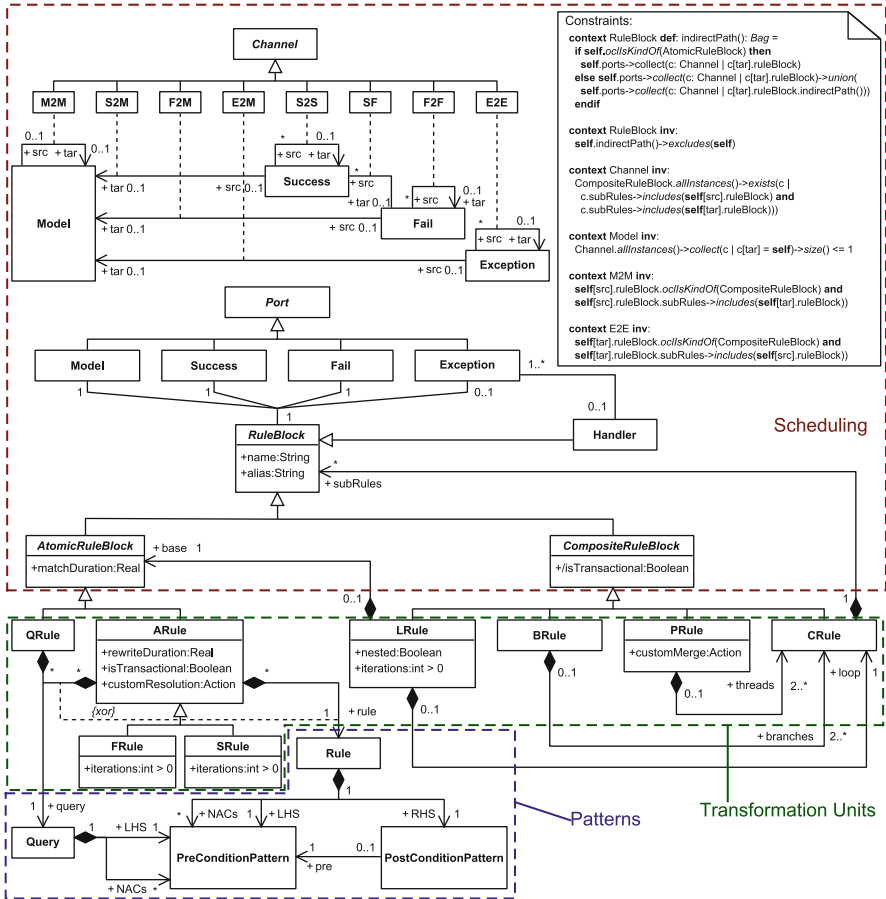 Channel
M2M
S2M
F2M
E2M
S2S
SF
F2F
E2E
0..1
+ src
+ tar
0..1
Model
*
0..1
+ src
+ tar
Success
+ tar 0..1
+ src 0..1
*
+ src
+ tar 0..1
*
+ src
0..1
+ tar
Fail
+ tar 0..1
+ src 0..1
*
0..1
+ src
+ tar
Exception
+ tar 0..1
+ src 0..1
Constraints:
context RuleBlock def: indirectPath(): Bag =
if self.oclIsKindOf(AtomicRuleBlock) then
self.ports->collect(c: Channel | c[tar].ruleBlock)
else self.ports->collect(c: Channel | c[tar].ruleBlock)->union(
self.ports->collect(c: Channel | c[tar].ruleBlock.indirectPath()))
endif
context RuleBlock inv:
self.indirectPath()->excludes(self)
context Channel inv:
CompositeRuleBlock.allInstances()->exists(c |
c.subRules->includes(self[src].ruleBlock) and
c.subRules->includes(self[tar].ruleBlock)))
context Model inv:
Channel.allInstances()->collect(c | c[tar] = self)->size() <= 1
context M2M inv:
self[src].ruleBlock.oclIsKindOf(CompositeRuleBlock) and
self[src].ruleBlock.subRules->includes(self[tar].ruleBlock))
context E2E inv:
self[tar].ruleBlock.oclIsKindOf(CompositeRuleBlock) and
self[tar].ruleBlock.subRules->includes(self[src].ruleBlock))
Port
Model
Success
Fail
Exception
1..*
1
1
1
0..1
0..1
1
Handler
Scheduling
RuleBlock
+name:String
+alias:String
*
+ subRules
AtomicRuleBlock
+matchDuration:Real
+ base 1
CompositeRuleBlock
+/isTransactional:Boolean
0..1
1
QRule
ARule
+rewriteDuration:Real
+isTransactional:Boolean
+customResolution:Action
LRule
+nested:Boolean
+iterations:int > 0
BRule
PRule
+customMerge:Action
CRule
*
*
*
0..1
0..1
+ threads
2..*
+ loop
1
{xor}
1
+ rule
0..1
+ branches
2..*
FRule
+iterations:int > 0
SRule
+iterations:int > 0
Rule
1
Transformation Units
Patterns
1
+ query
*
+ NACs
1
+ LHS
+ RHS
1
Query
1
+ LHS 1
+ NACs *
PreConditionPattern
1
+ pre
0..1
PostConditionPattern